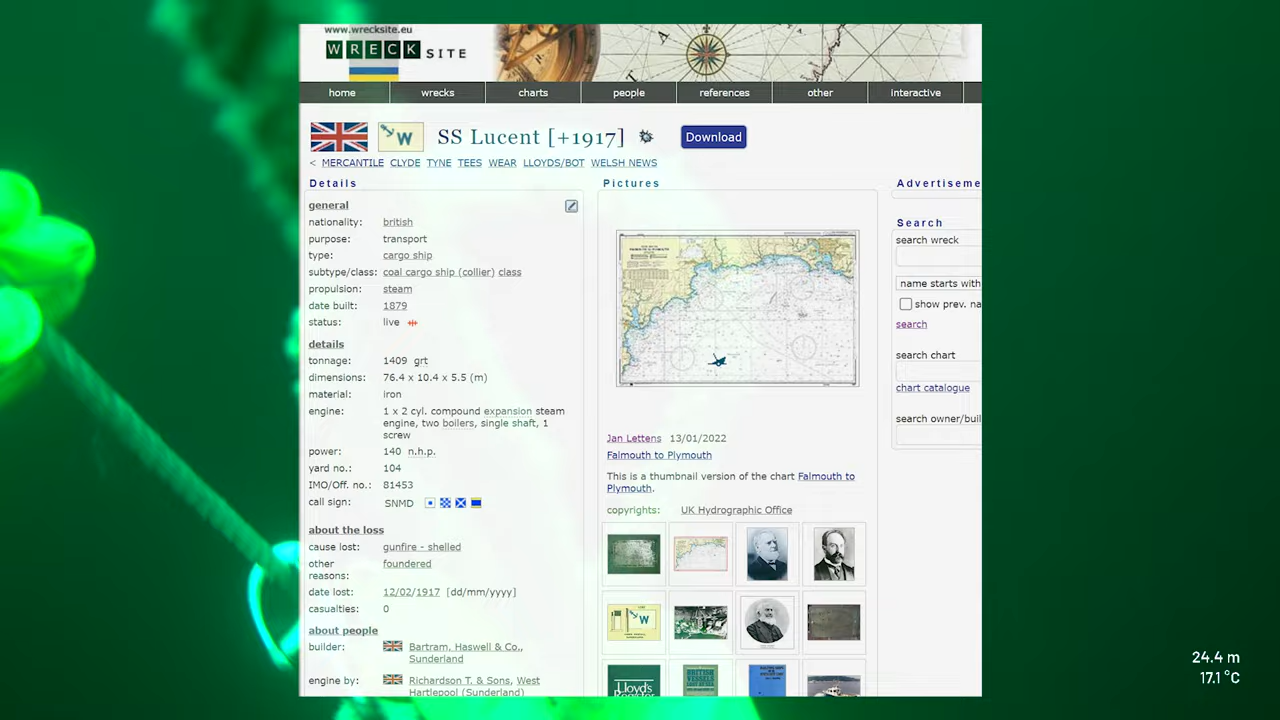 www.wrecksite.eu
WRECK SITE
home wrecks charts people references other interactive
W SS Lucent [+1917] Download
< MERCANTILE CLYDE TYNE TEES WEAR LLOYDS/BOT WELSH NEWS
Details
general
nationality: british
purpose: transport
type: cargo ship
subtype/class: coal cargo ship (collier) class
propulsion: steam
date built: 1879
status: live
details
tonnage: 1409 grt
dimensions: 76.4 x 10.4 x 5.5 (m)
material: iron
engine: 1 x 2 cyl. compound expansion steam
engine, two boilers, single shaft, 1
screw
power: 140 n.h.p.
yard no.: 104
IMO/Off. no.: 81453
call sign: SNMD
about the loss
cause lost: gunfire - shelled
other foundered
reasons:
date lost: 12/02/1917 [dd/mm/yyyy]
casualties: 0
about people
builder: Bartram, Haswell & Co.,
Sunderland
engine by: Richardson T. & Sons, West
Hartlepool (Sunderland)
Pictures
Jan Lettens 13/01/2022
Falmouth to Plymouth
This is a thumbnail version of the chart Falmouth to
Plymouth.
copyrights: UK Hydrographic Office
W
Lloyd's
Register
BRITISH
VESSELS
Advertiseme
Search
search wreck
name starts with
show prev. na
search
search chart
chart catalogue
search owner/buil
24.4 m
17.1 °C